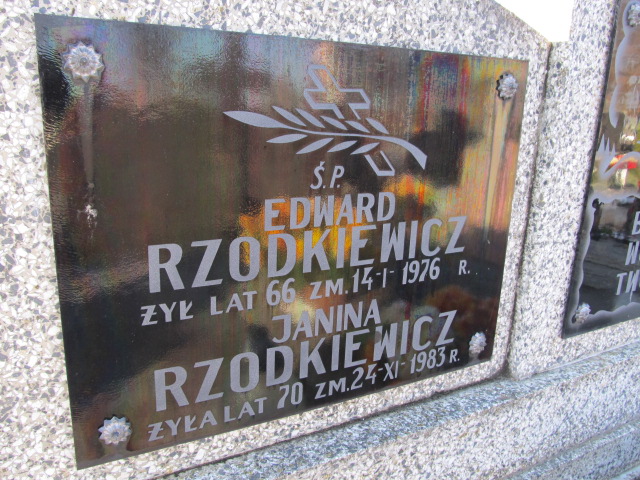 Ś.P.
EDWARD
RZODKIEWICZ
ŻYŁ LAT 66 ZM. 14-I-1976 R.
JANINA
RZODKIEWICZ
ŻYŁA LAT 70 ZM. 24-XI-1983 R.